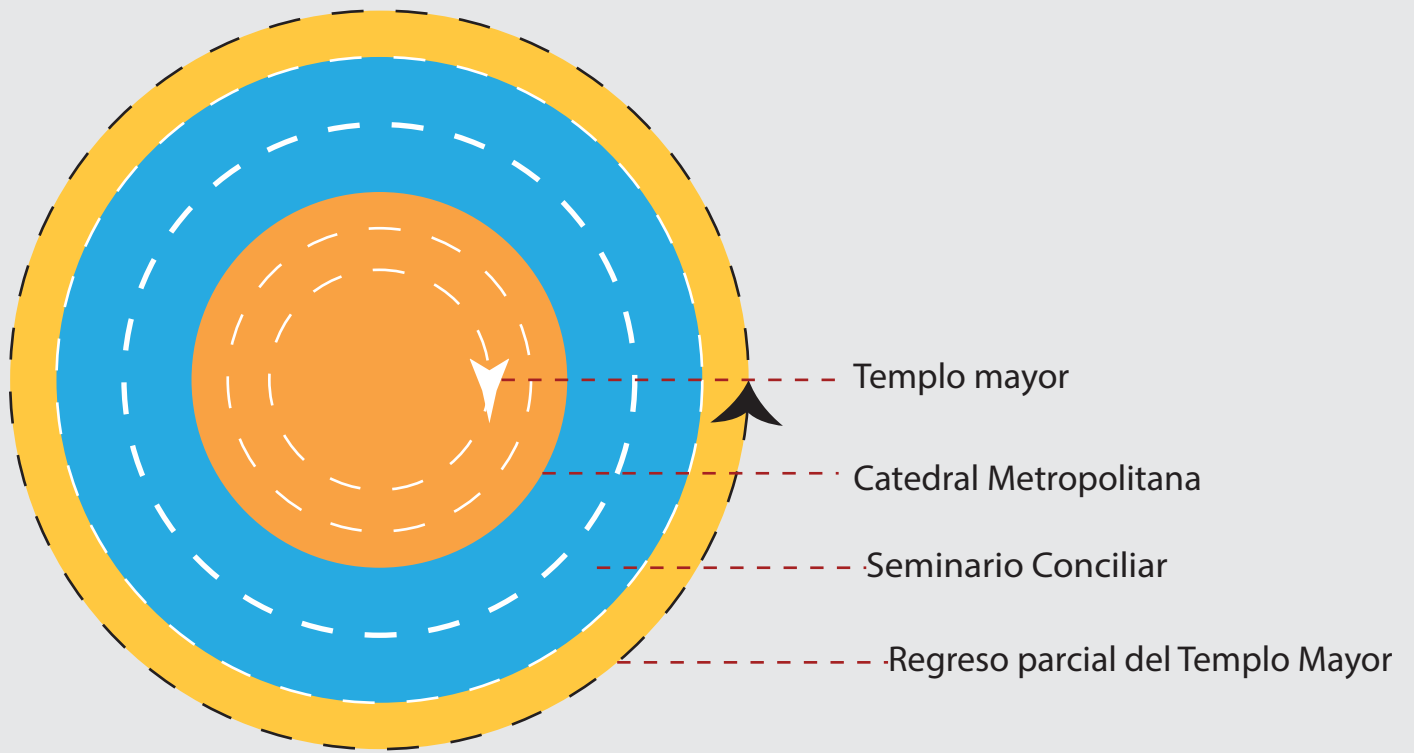 Templo mayor
Catedral Metropolitana
Seminario Conciliar
Regreso parcial del Templo Mayor